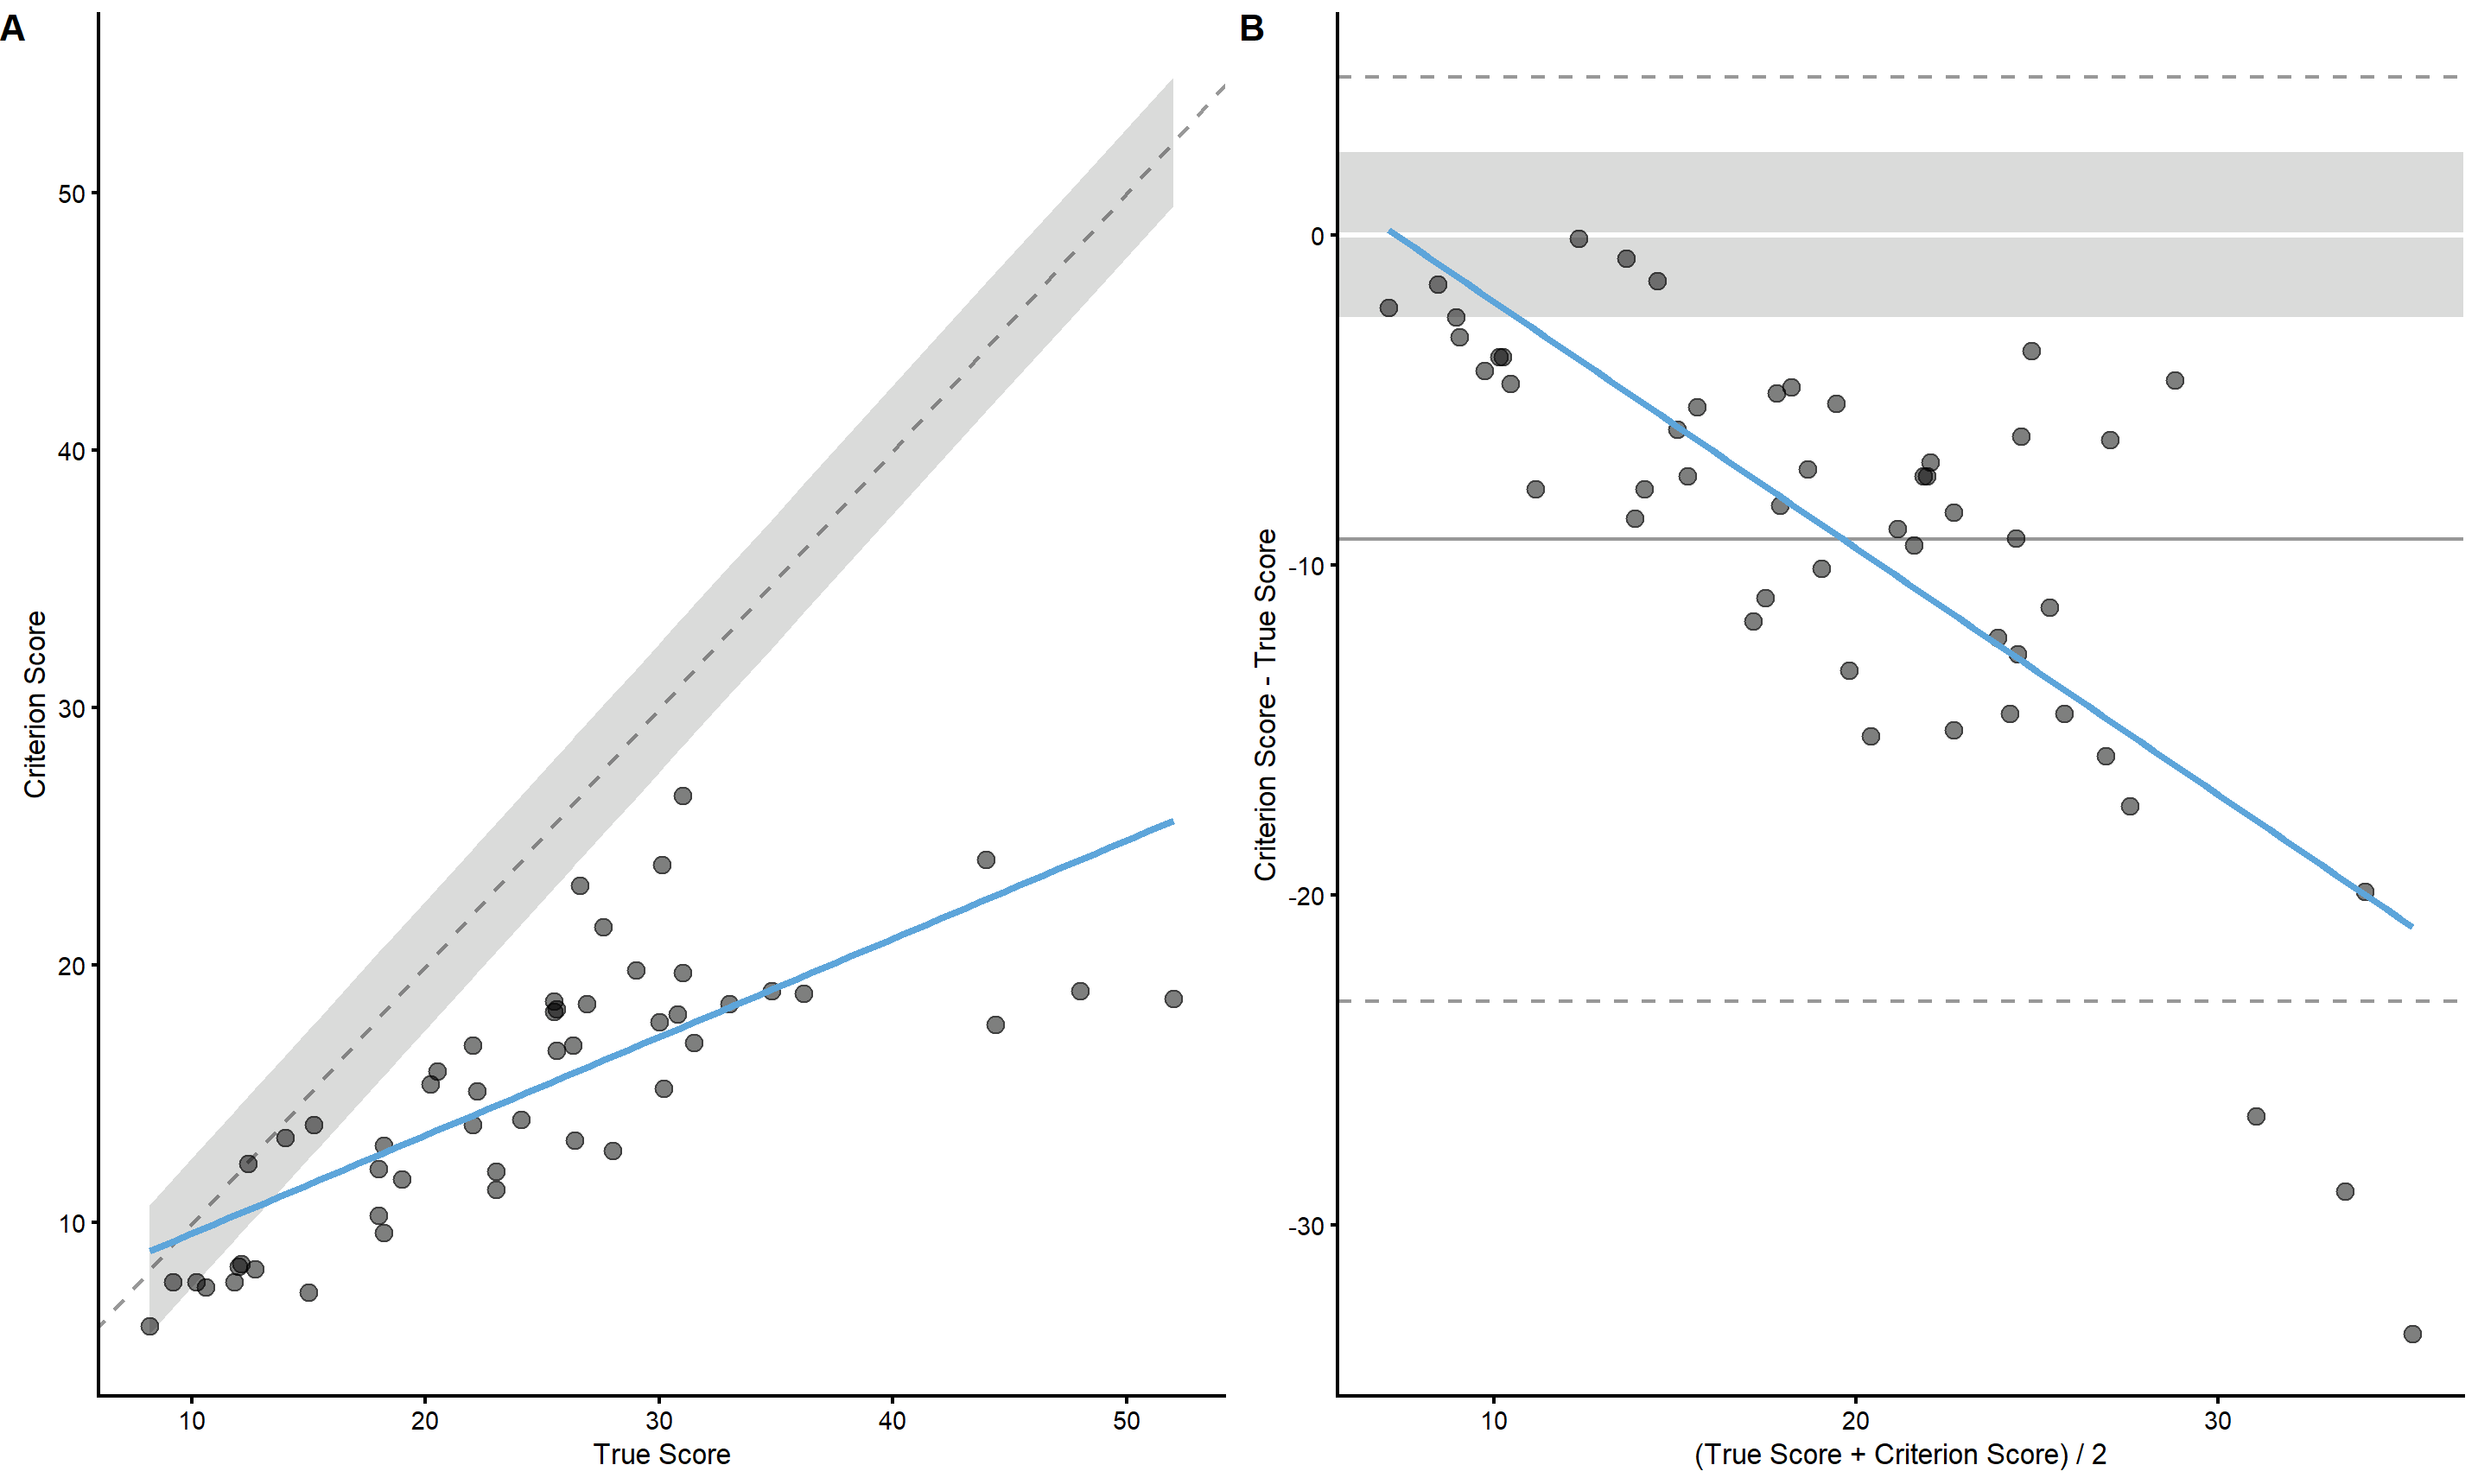 A
Criterion Score
50
40
30
20
10
10 20 30 40 50
True Score
B
Criterion Score - True Score
0
-10
-20
-30
10 20 30
(True Score + Criterion Score) / 2